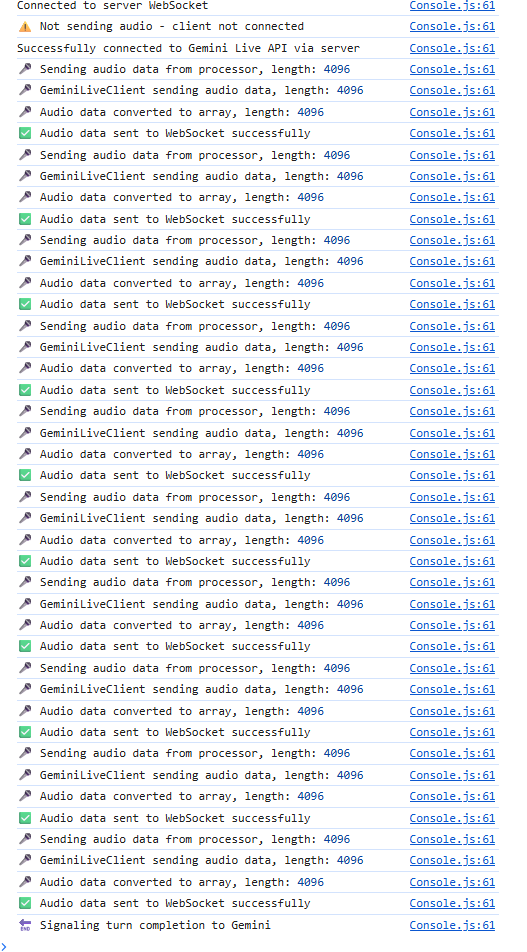 Connected to server WebSocket Console.js:61
⚠️ Not sending audio - client not connected Console.js:61
Successfully connected to Gemini Live API via server Console.js:61
🎤 Sending audio data from processor, length: 4096 Console.js:61
🎤 GeminiLiveClient sending audio data, length: 4096 Console.js:61
🎤 Audio data converted to array, length: 4096 Console.js:61
✅ Audio data sent to WebSocket successfully Console.js:61
🎤 Sending audio data from processor, length: 4096 Console.js:61
🎤 GeminiLiveClient sending audio data, length: 4096 Console.js:61
🎤 Audio data converted to array, length: 4096 Console.js:61
✅ Audio data sent to WebSocket successfully Console.js:61
🎤 Sending audio data from processor, length: 4096 Console.js:61
🎤 GeminiLiveClient sending audio data, length: 4096 Console.js:61
🎤 Audio data converted to array, length: 4096 Console.js:61
✅ Audio data sent to WebSocket successfully Console.js:61
🎤 Sending audio data from processor, length: 4096 Console.js:61
🎤 GeminiLiveClient sending audio data, length: 4096 Console.js:61
🎤 Audio data converted to array, length: 4096 Console.js:61
✅ Audio data sent to WebSocket successfully Console.js:61
🎤 Sending audio data from processor, length: 4096 Console.js:61
🎤 GeminiLiveClient sending audio data, length: 4096 Console.js:61
🎤 Audio data converted to array, length: 4096 Console.js:61
✅ Audio data sent to WebSocket successfully Console.js:61
🎤 Sending audio data from processor, length: 4096 Console.js:61
🎤 GeminiLiveClient sending audio data, length: 4096 Console.js:61
🎤 Audio data converted to array, length: 4096 Console.js:61
✅ Audio data sent to WebSocket successfully Console.js:61
🎤 Sending audio data from processor, length: 4096 Console.js:61
🎤 GeminiLiveClient sending audio data, length: 4096 Console.js:61
🎤 Audio data converted to array, length: 4096 Console.js:61
✅ Audio data sent to WebSocket successfully Console.js:61
🎤 Sending audio data from processor, length: 4096 Console.js:61
🎤 GeminiLiveClient sending audio data, length: 4096 Console.js:61
🎤 Audio data converted to array, length: 4096 Console.js:61
✅ Audio data sent to WebSocket successfully Console.js:61
🎤 Sending audio data from processor, length: 4096 Console.js:61
🎤 GeminiLiveClient sending audio data, length: 4096 Console.js:61
🎤 Audio data converted to array, length: 4096 Console.js:61
✅ Audio data sent to WebSocket successfully Console.js:61
🎤 Sending audio data from processor, length: 4096 Console.js:61
🎤 GeminiLiveClient sending audio data, length: 4096 Console.js:61
🎤 Audio data converted to array, length: 4096 Console.js:61
✅ Audio data sent to WebSocket successfully Console.js:61
🔚 Signaling turn completion to Gemini Console.js:61